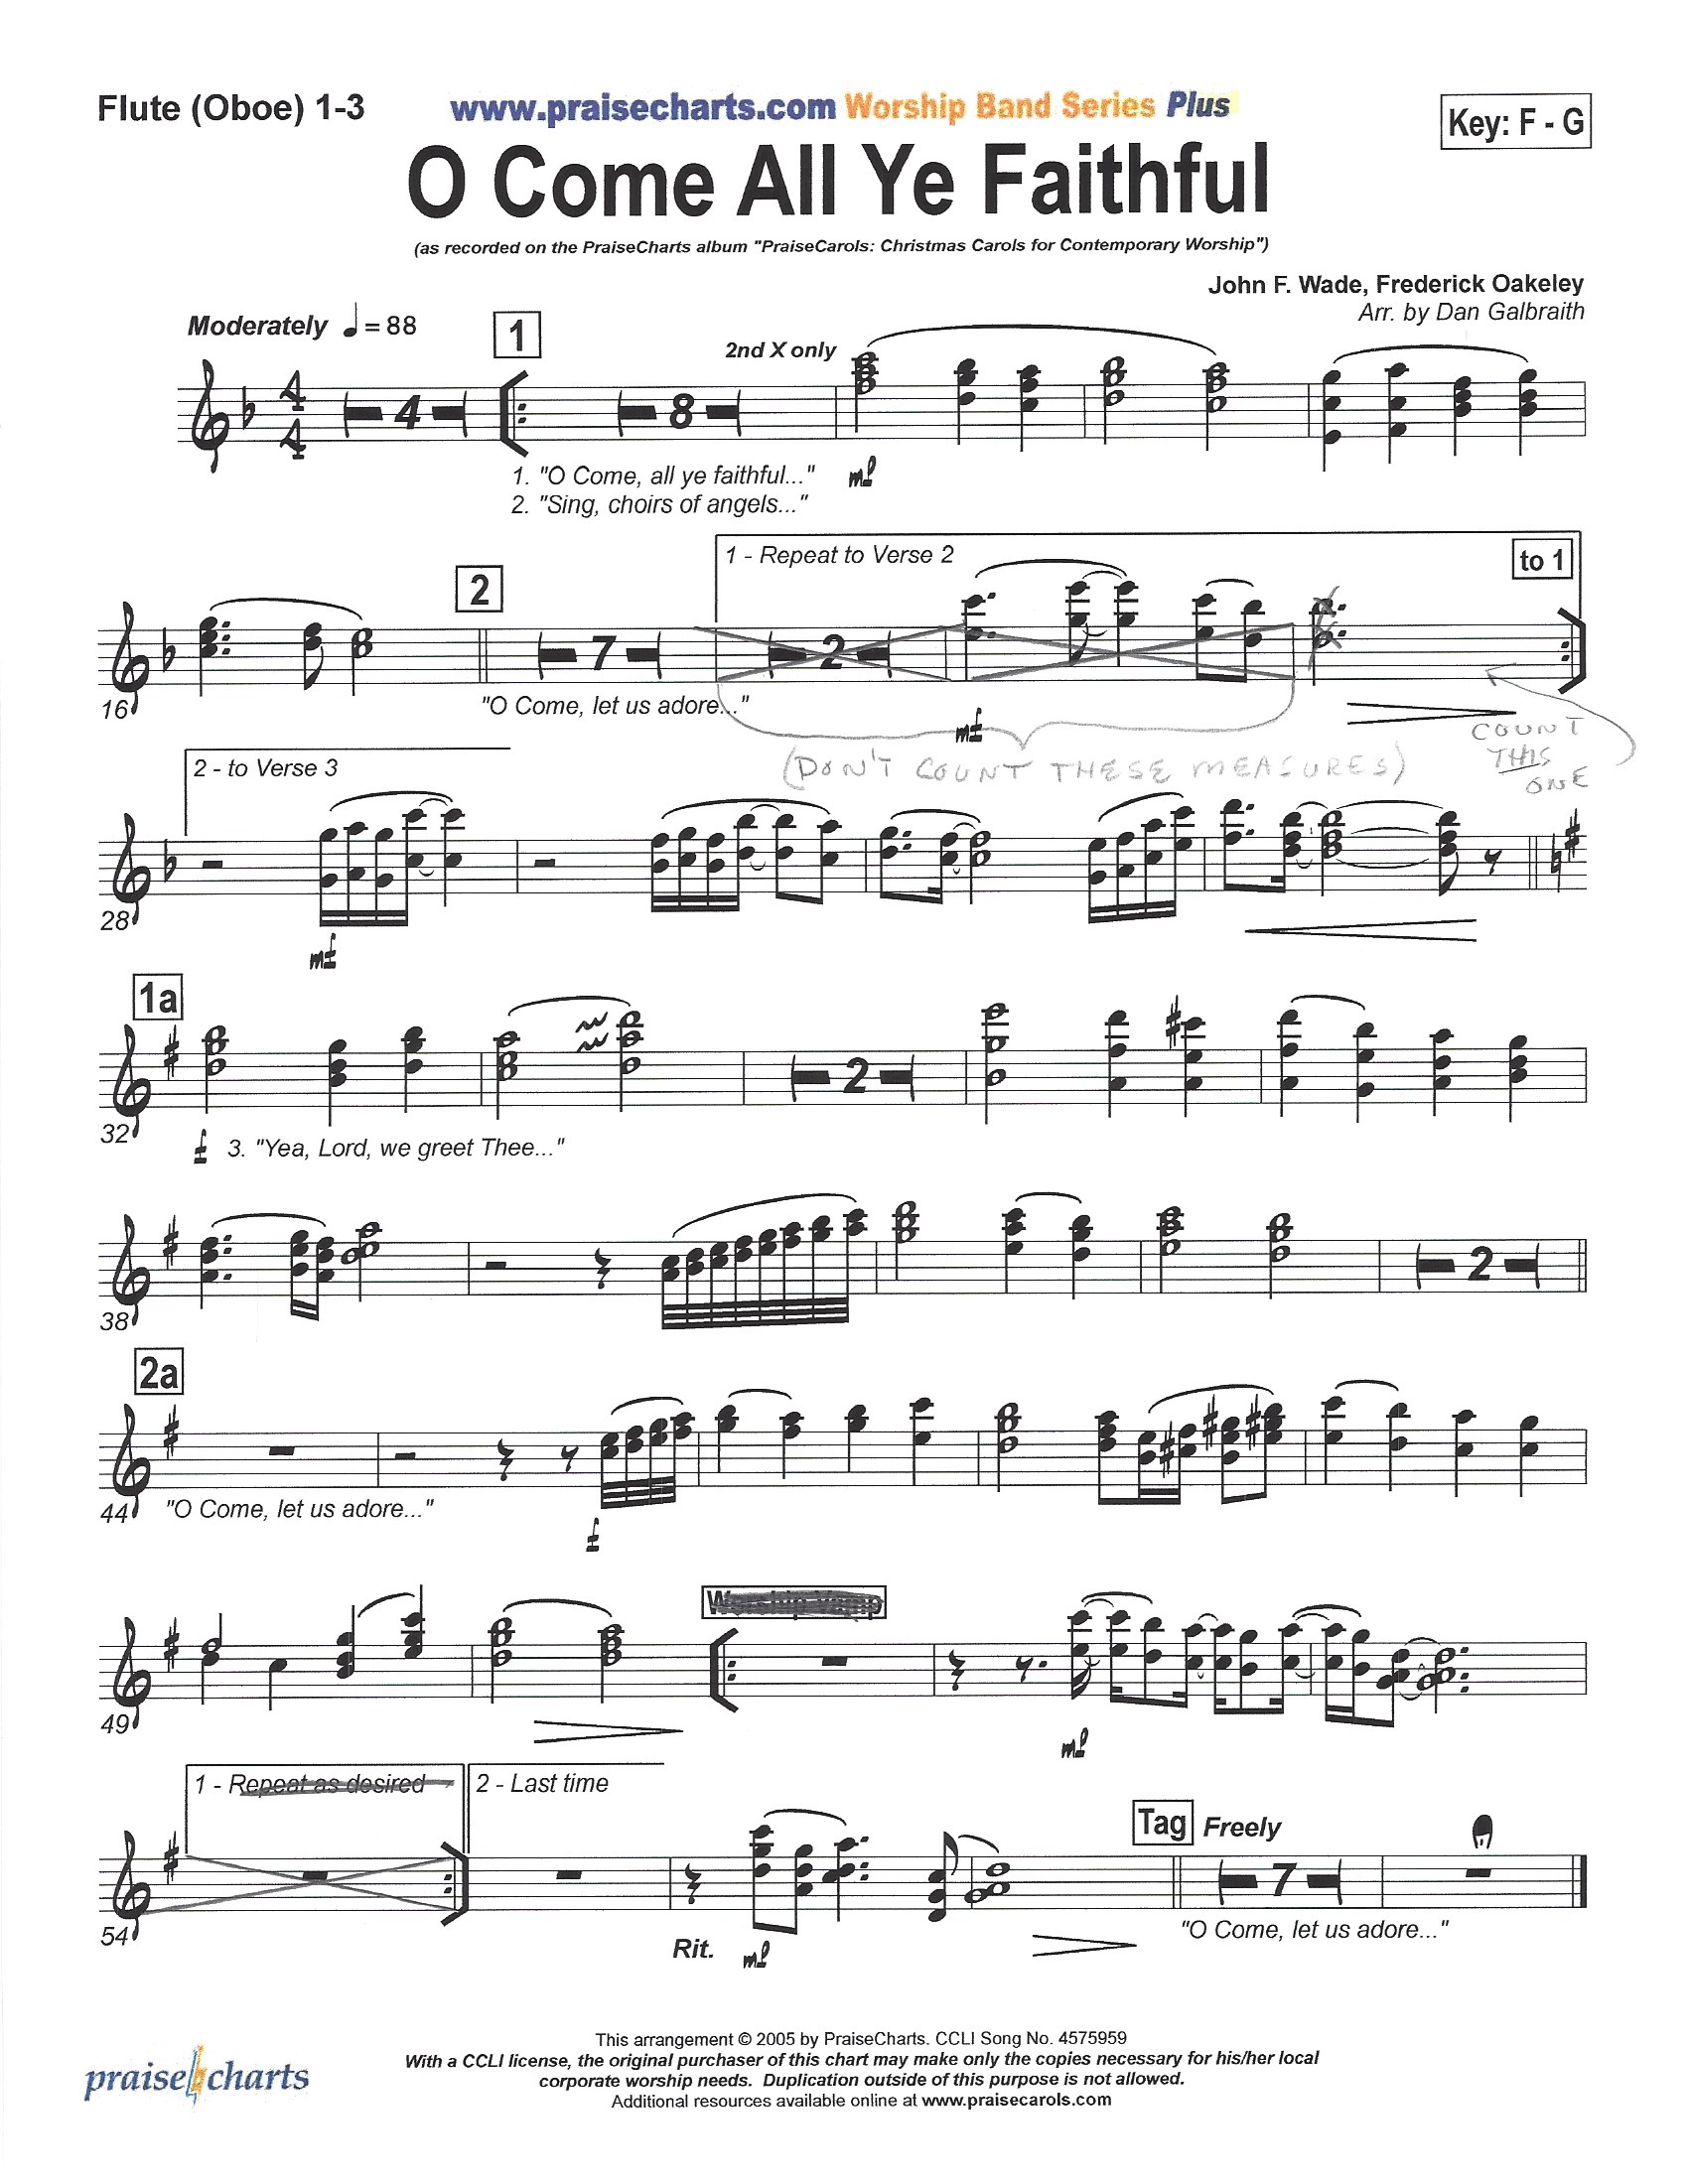 Flute (Oboe) 1-3
www.praisecharts.com Worship Band Series Plus
Key: F - G
O Come All Ye Faithful
(as recorded on the PraiseCharts album "PraiseCarols: Christmas Carols for Contemporary Worship")
John F. Wade, Frederick Oakeley
Arr. by Dan Galbraith
Moderately ♩ = 88
1
2nd X only
4
4
4
8
1. "O Come, all ye faithful..."
2. "Sing, choirs of angels..."
mf
1 - Repeat to Verse 2
to 1
2
7
2
16
"O Come, let us adore..."
mf
COUNT
THIS
ONE
(DON'T COUNT THESE MEASURES)
2 - to Verse 3
28
mf
1a
2
32
f 3. "Yea, Lord, we greet Thee..."
2
38
2a
44
"O Come, let us adore..."
f
Worship Vamp
49
mf
1 - Repeat as desired
2 - Last time
Tag
Freely
7
54
Rit.
mf
"O Come, let us adore..."
praisecharts
This arrangement © 2005 by PraiseCharts. CCLI Song No. 4575959
With a CCLI license, the original purchaser of this chart may make only the copies necessary for his/her local
corporate worship needs. Duplication outside of this purpose is not allowed.
Additional resources available online at www.praisecarols.com